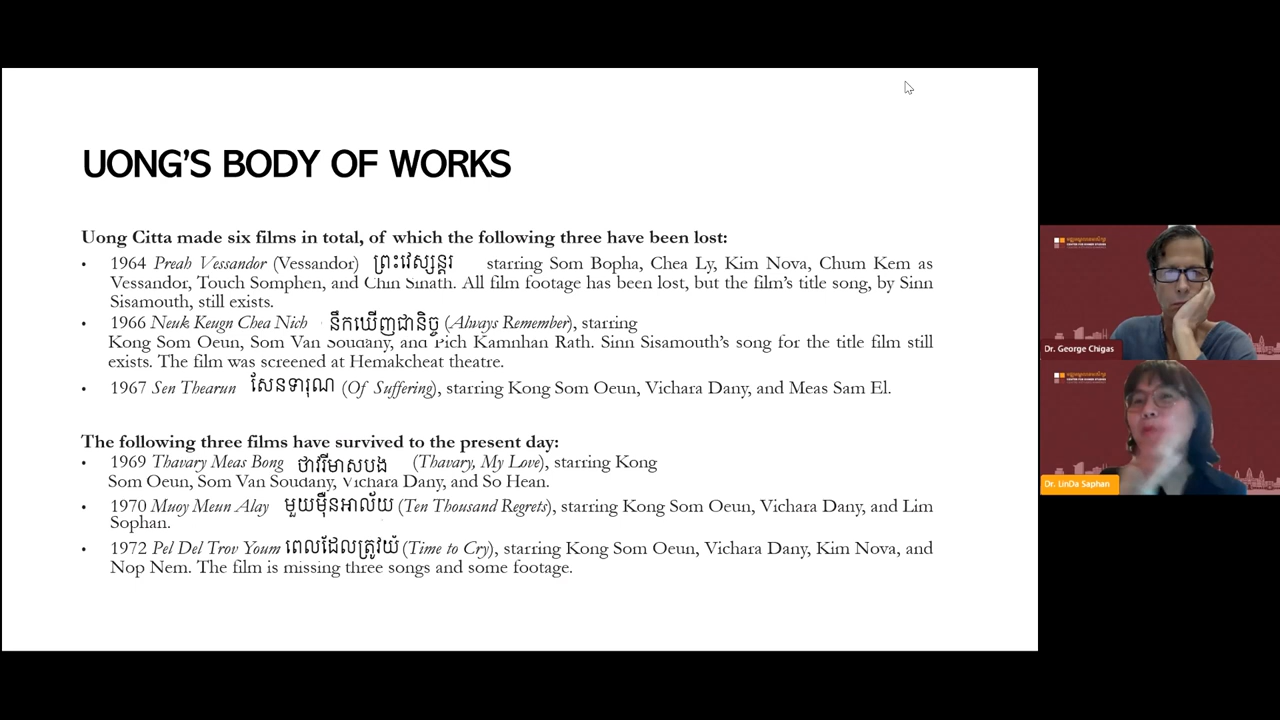 UONG'S BODY OF WORKS
Uong Citta made six films in total, of which the following three have been lost:
• 1964 Preah Vessandor (Vessandor) ព្រះវេស្សន្តរ starring Som Bopha, Chea Ly, Kim Nova, Chum Kem as
Vessandor, Touch Somphen, and Chin Sinath. All film footage has been lost, but the film's title song, by Sinn
Sisamouth, still exists.
• 1966 Neuk Keugn Chea Nich នឹកឃើញជានិច្ច (Always Remember), starring
Kong Som Oeun, Som Van Soudany, and Pich Kamnhan Rath. Sinn Sisamouth's song for the title film still
exists. The film was screened at Hemakcheat theatre.
• 1967 Sen Thearun សែនទារុណ (Of Suffering), starring Kong Som Oeun, Vichara Dany, and Meas Sam El.
The following three films have survived to the present day:
• 1969 Thavary Meas Bong ថាវរីមាសបង (Thavary, My Love), starring Kong
Som Oeun, Som Van Soudany, Vichara Dany, and So Hean.
• 1970 Muoy Meun Alay មួយម៉ឺនអាល័យ (Ten Thousand Regrets), starring Kong Som Oeun, Vichara Dany, and Lim
Sophan.
• 1972 Pel Del Trov Youm ពេលដែលត្រូវយំ (Time to Cry), starring Kong Som Oeun, Vichara Dany, Kim Nova, and
Nop Nem. The film is missing three songs and some footage.
Dr. George Chigas
Dr. LinDa Saphan